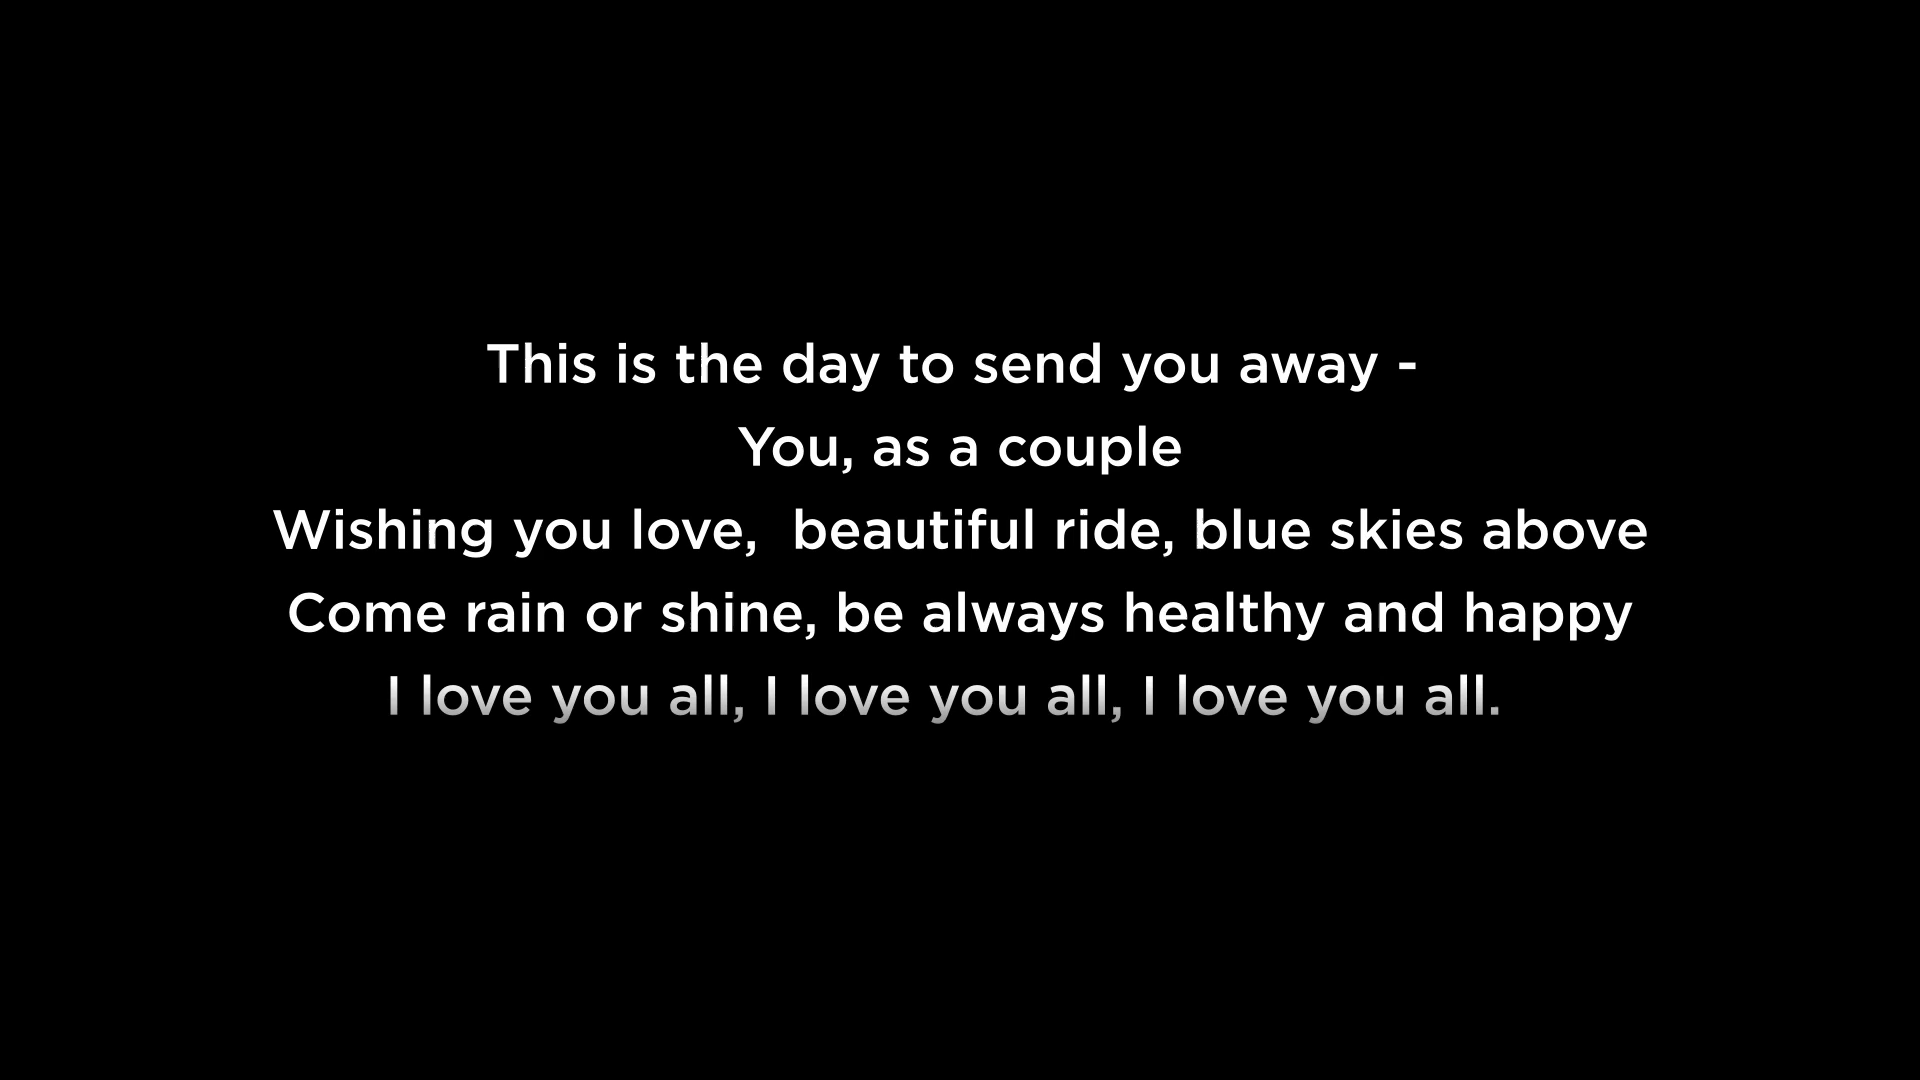 This is the day to send you away -
You, as a couple
Wishing you love,  beautiful ride, blue skies above
Come rain or shine, be always healthy and happy
I love you all, I love you all, I love you all.